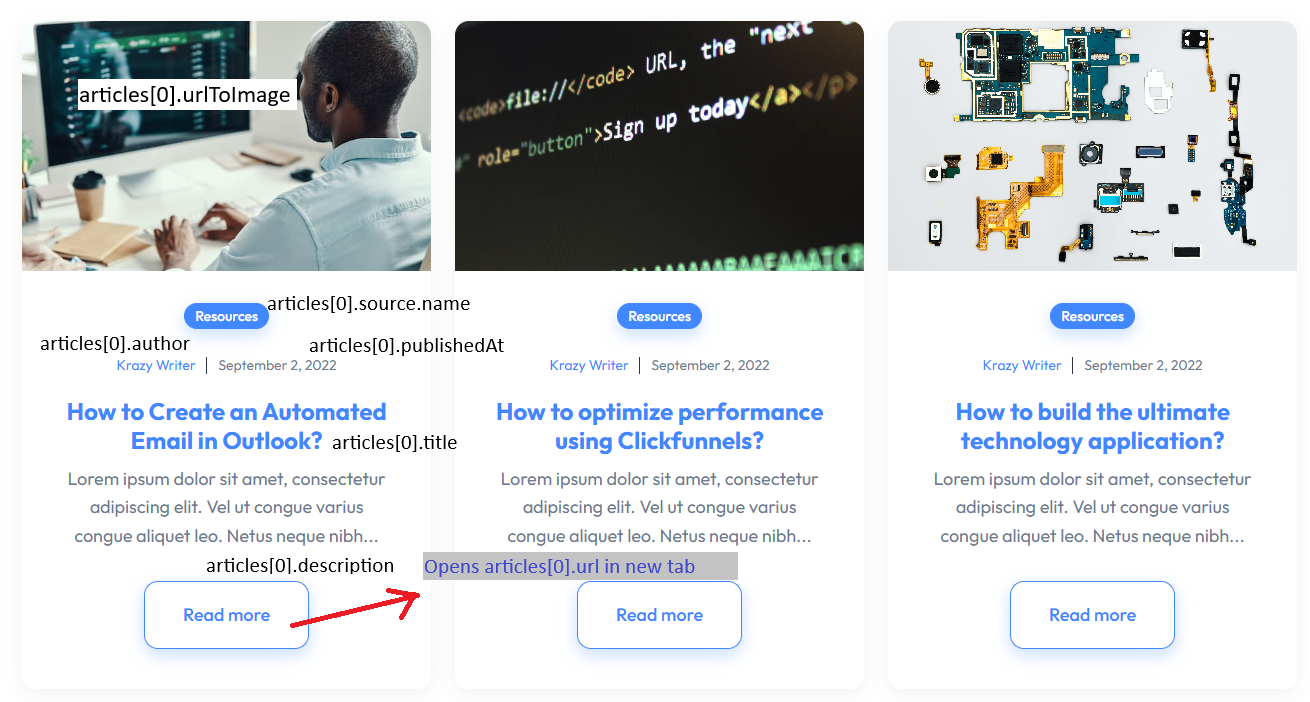 articles[0].urlToImage
<code>file://</code> URL, the "next
" role="button">Sign up today</a></p>
articles[0].source.name
Resources
Resources
Resources
articles[0].author
articles[0].publishedAt
Krazy Writer | September 2, 2022
Krazy Writer | September 2, 2022
Krazy Writer | September 2, 2022
How to Create an Automated
Email in Outlook?
articles[0].title
How to optimize performance
using Clickfunnels?
How to build the ultimate
technology application?
Lorem ipsum dolor sit amet, consectetur
adipiscing elit. Vel ut congue varius
congue aliquet leo. Netus neque nibh...
Lorem ipsum dolor sit amet, consectetur
adipiscing elit. Vel ut congue varius
congue aliquet leo. Netus neque nibh...
Lorem ipsum dolor sit amet, consectetur
adipiscing elit. Vel ut congue varius
congue aliquet leo. Netus neque nibh...
articles[0].description
Opens articles[0].url in new tab
Read more
Read more
Read more